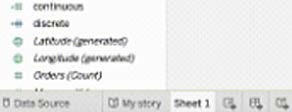 continuous
discrete
Latitude (generated)
Longitude (generated)
Orders (Count)
Data Source My story Sheet 1